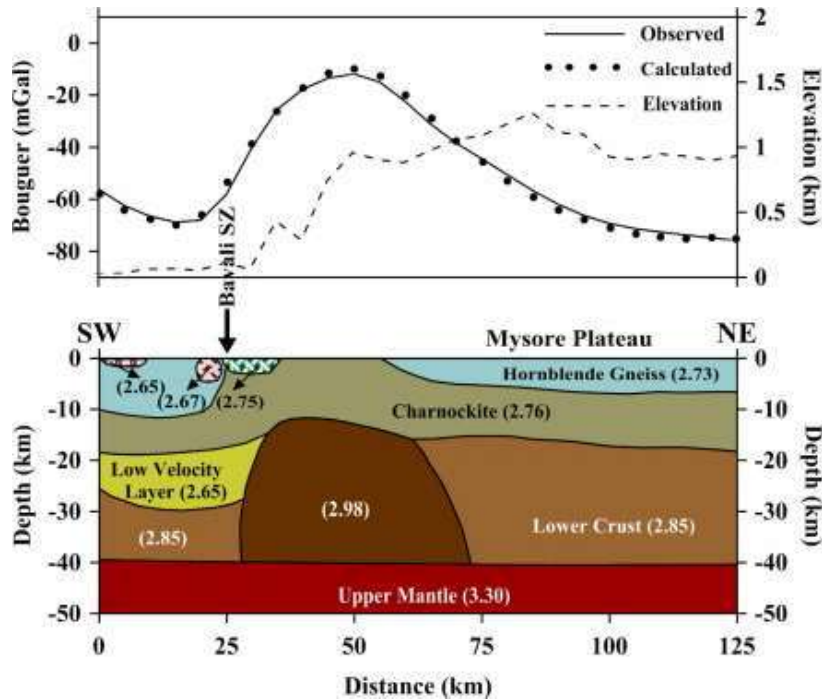 Bouguer (mGal)
0
-20
-40
-60
-80
Observed
Calculated
Elevation
2
1.5
1
0.5
0
Elevation (km)
Bavali SZ
SW
Mysore Plateau
NE
Depth (km)
0
-10
-20
-30
-40
-50
(2.65)
(2.67)
(2.75)
Hornblende Gneiss (2.73)
Charnockite (2.76)
Low Velocity
Layer (2.65)
(2.85)
(2.98)
Lower Crust (2.85)
Upper Mantle (3.30)
0
-10
-20
-30
-40
-50
Depth (km)
0
25
50
75
100
125
Distance (km)